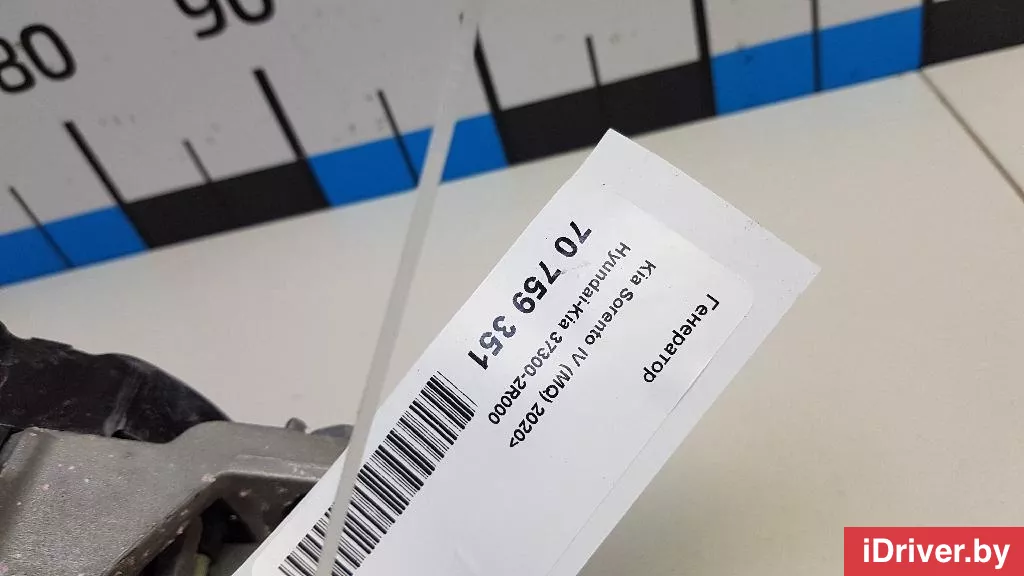 80
90
Генератор
Kia Sorento IV (MQ) 2020>
Hyundai-Kia 37300-2R000
70 759 351
iDriver.by